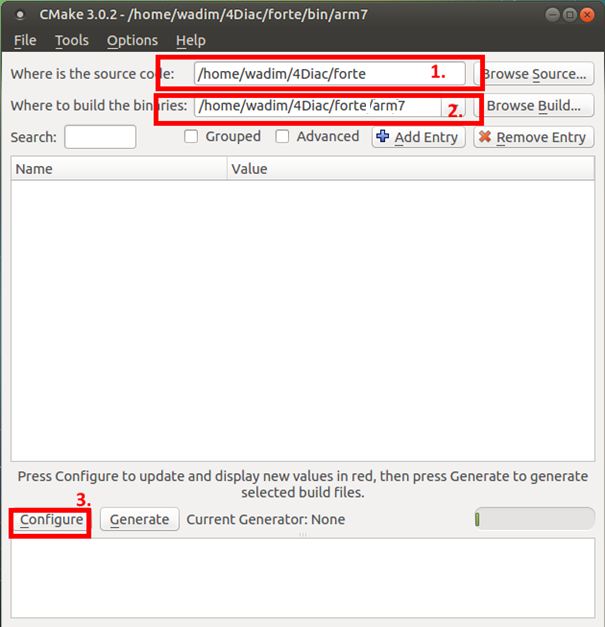 CMake 3.0.2 - /home/wadim/4Diac/forte/bin/arm7
File Tools Options Help
Where is the source code: /home/wadim/4Diac/forte 1. Browse Source...
Where to build the binaries: /home/wadim/4Diac/forte/arm7 2. Browse Build...
Search: Grouped Advanced Add Entry Remove Entry
Name Value
Press Configure to update and display new values in red, then press Generate to generate
selected build files.
3.
Configure Generate Current Generator: None